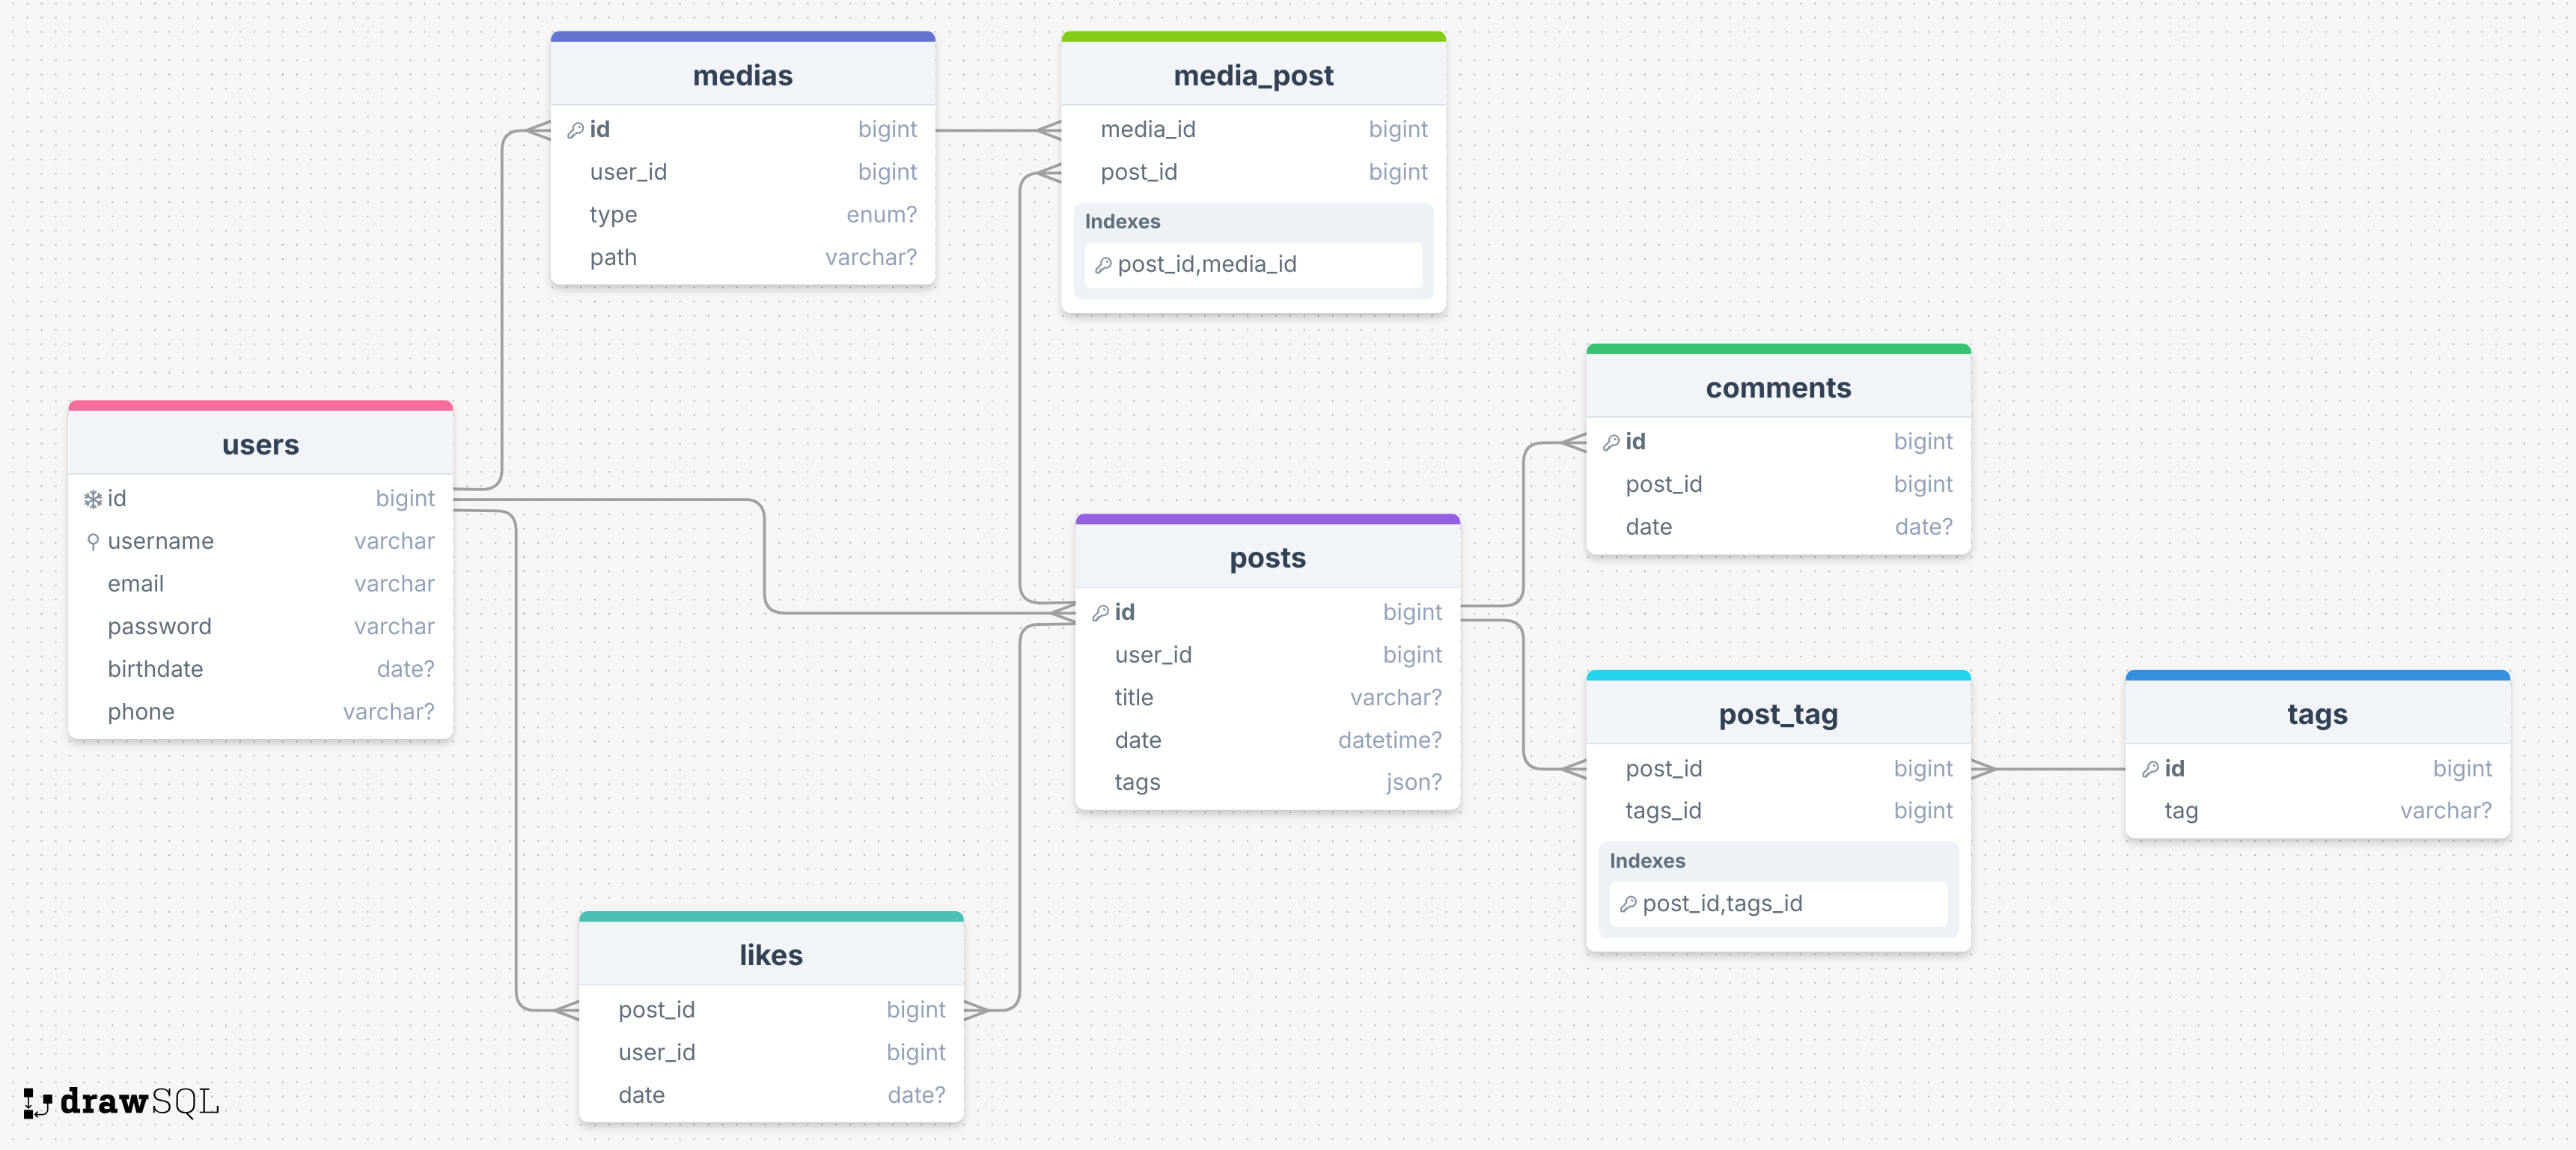 medias
id bigint
user_id bigint
type enum?
path varchar?
media_post
media_id bigint
post_id bigint
Indexes
post_id,media_id
users
id bigint
username varchar
email varchar
password varchar
birthdate date?
phone varchar?
comments
id bigint
post_id bigint
date date?
posts
id bigint
user_id bigint
title varchar?
date datetime?
tags json?
post_tag
post_id bigint
tags_id bigint
Indexes
post_id,tags_id
tags
id bigint
tag varchar?
likes
post_id bigint
user_id bigint
date date?
drawSQL